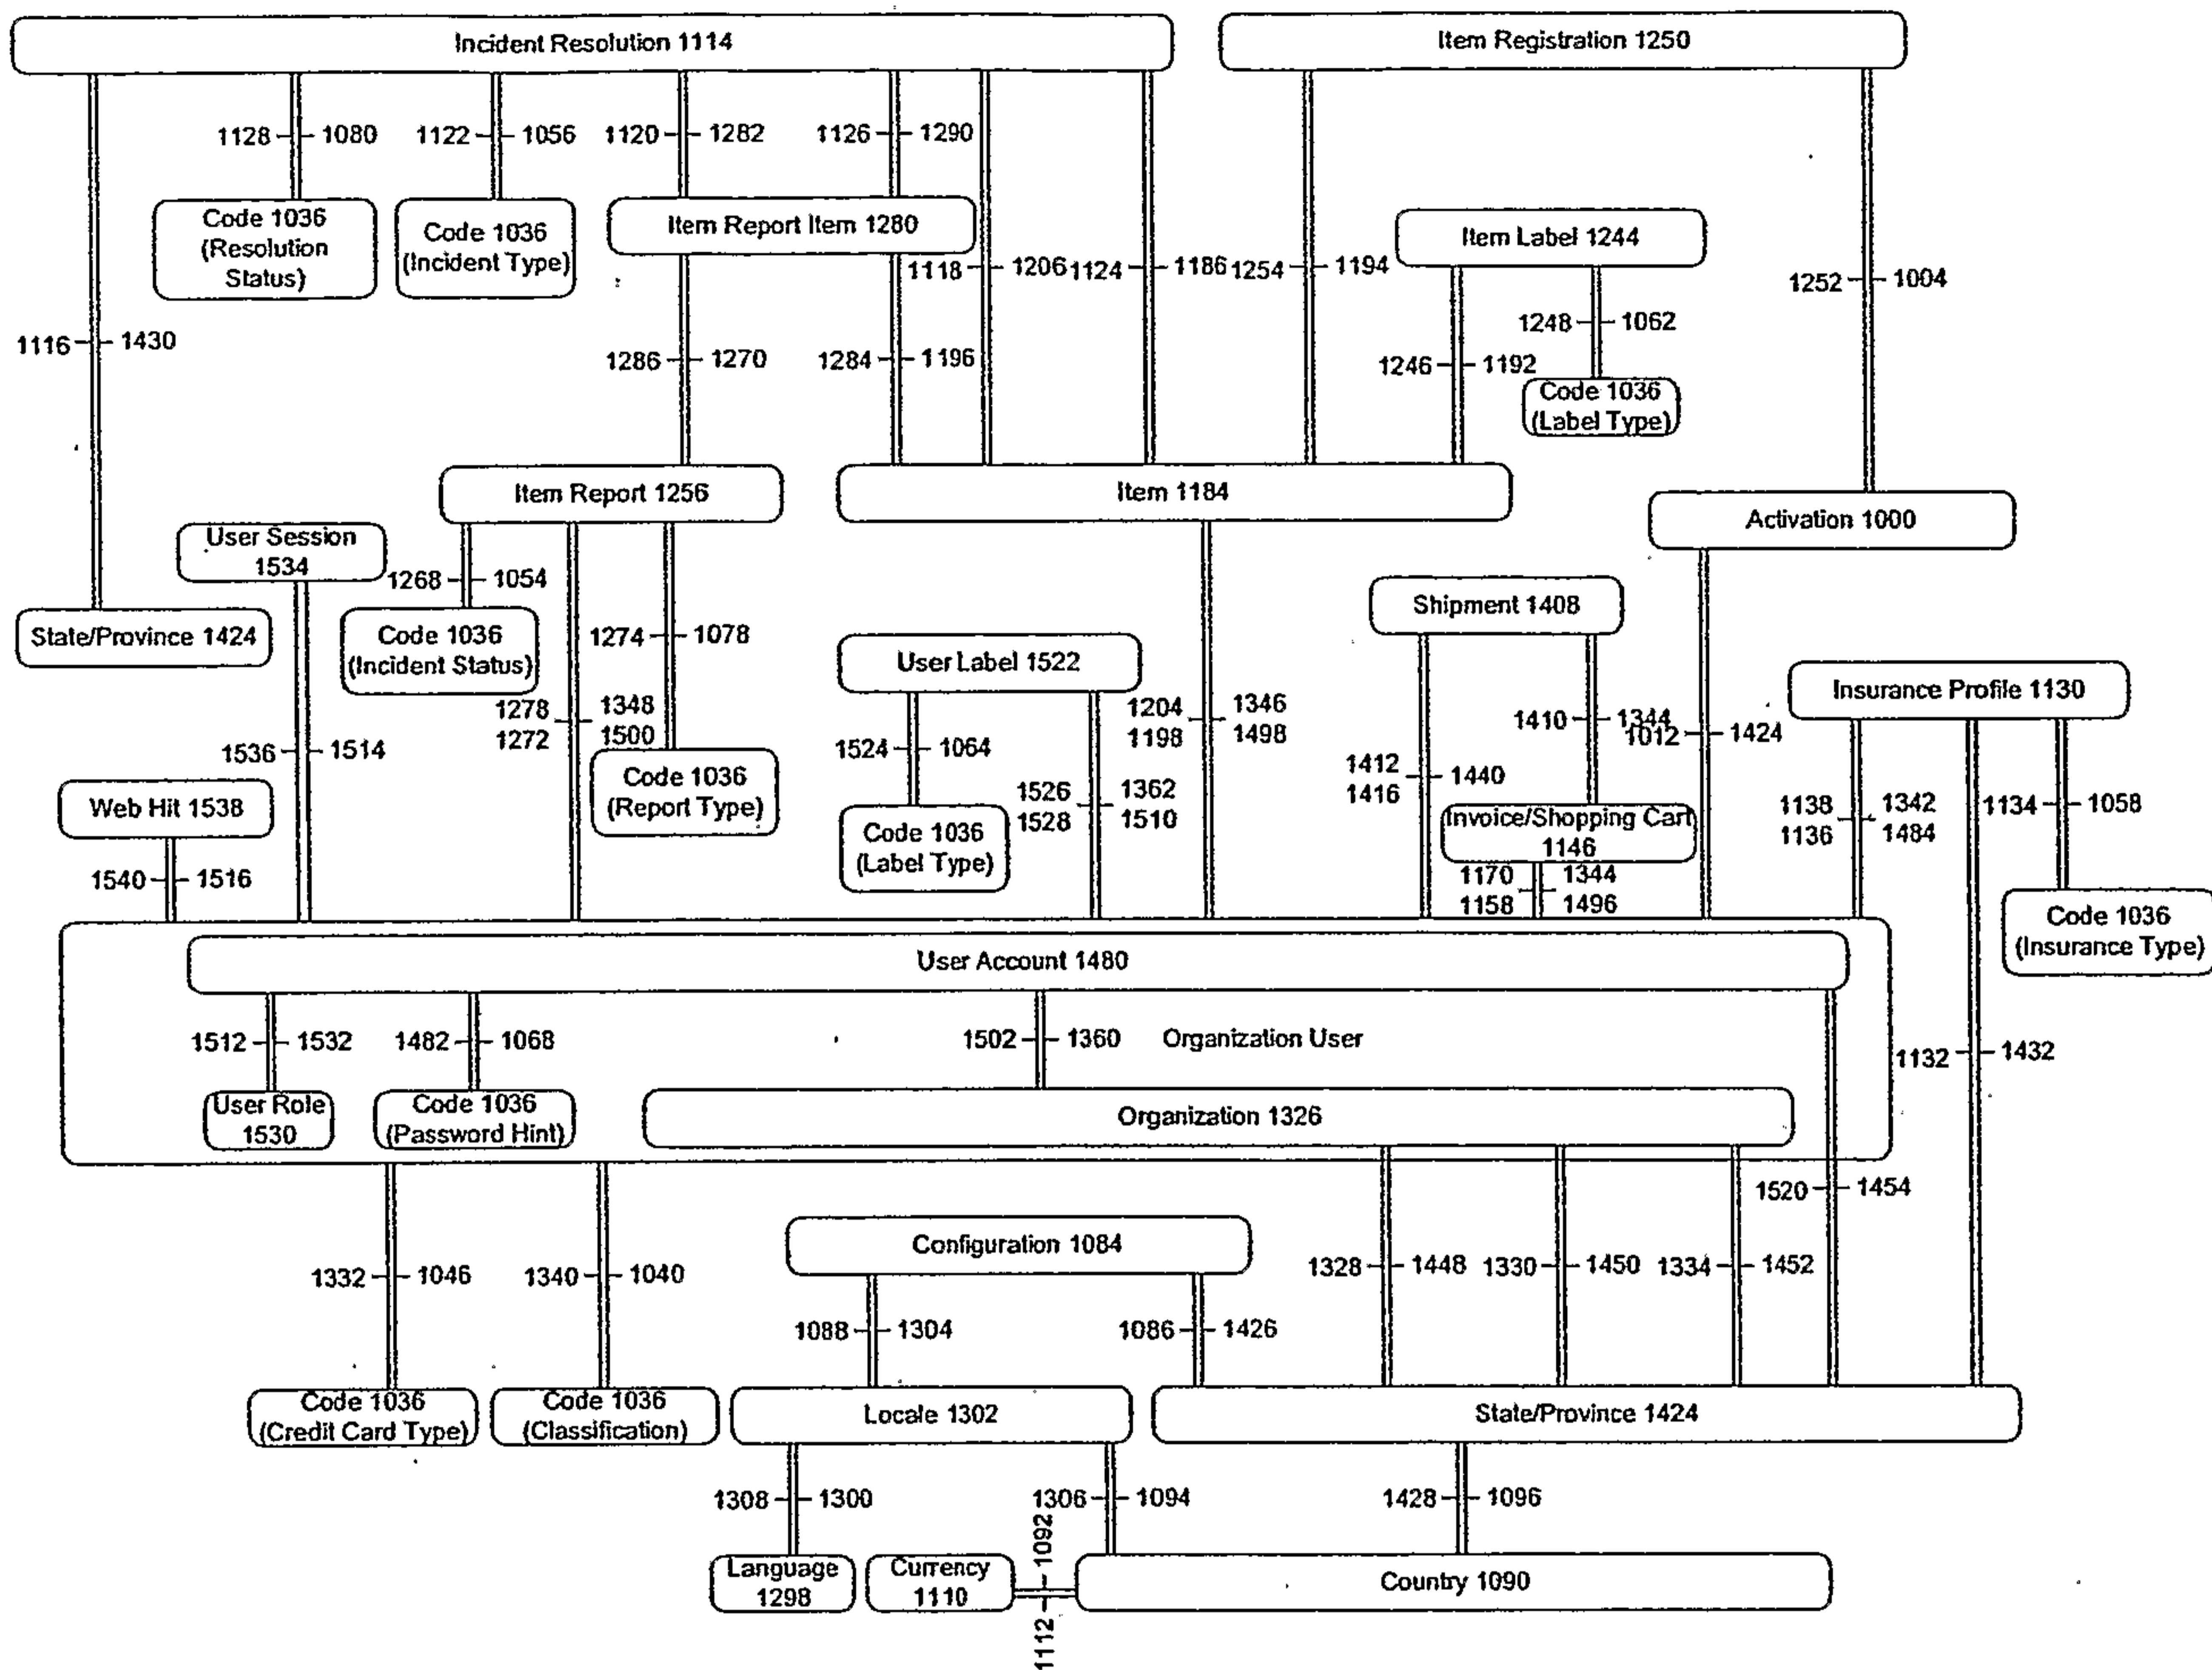 Incident Resolution 1114
Item Registration 1250
1128 1080
1122 1056
1120 1282
1126 1290
Code 1036
(Resolution
Status)
Code 1036
(Incident Type)
Item Report Item 1280
Item Label 1244
1118 1206
1124 1186
1254 1194
1252 1004
1248 1062
1116 1430
1286 1270
1284 1196
1246 1192
Code 1036
(Label Type)
Item Report 1256
Item 1184
Activation 1000
User Session
1534
1268 1054
Shipment 1408
State/Province 1424
Code 1036
(Incident Status)
1274 1078
User Label 1522
Insurance Profile 1130
1278 1348
1272 1500
1204 1346
1198 1498
1410 1344
1012 1424
1536 1514
1524 1064
Code 1036
(Report Type)
1412
1416
1440
Web Hit 1538
1526 1362
1528 1510
1138 1342
1136 1484
1134 1058
Code 1036
(Label Type)
Invoice/Shopping Cart
1146
1540 1516
1170 1344
1158 1496
Code 1036
(Insurance Type)
User Account 1480
1512 1532
1482 1068
1502 1360
Organization User
1132 1432
User Role
1530
Code 1036
(Password Hint)
Organization 1326
1520 1454
Configuration 1084
1332 1046
1340 1040
1328 1448
1330 1450
1334 1452
1088 1304
1086 1426
Code 1036
(Credit Card Type)
Code 1036
(Classification)
Locale 1302
State/Province 1424
1308 1300
1306 1094
1428 1096
1092
Language
1298
Currency
1110
Country 1090
1112